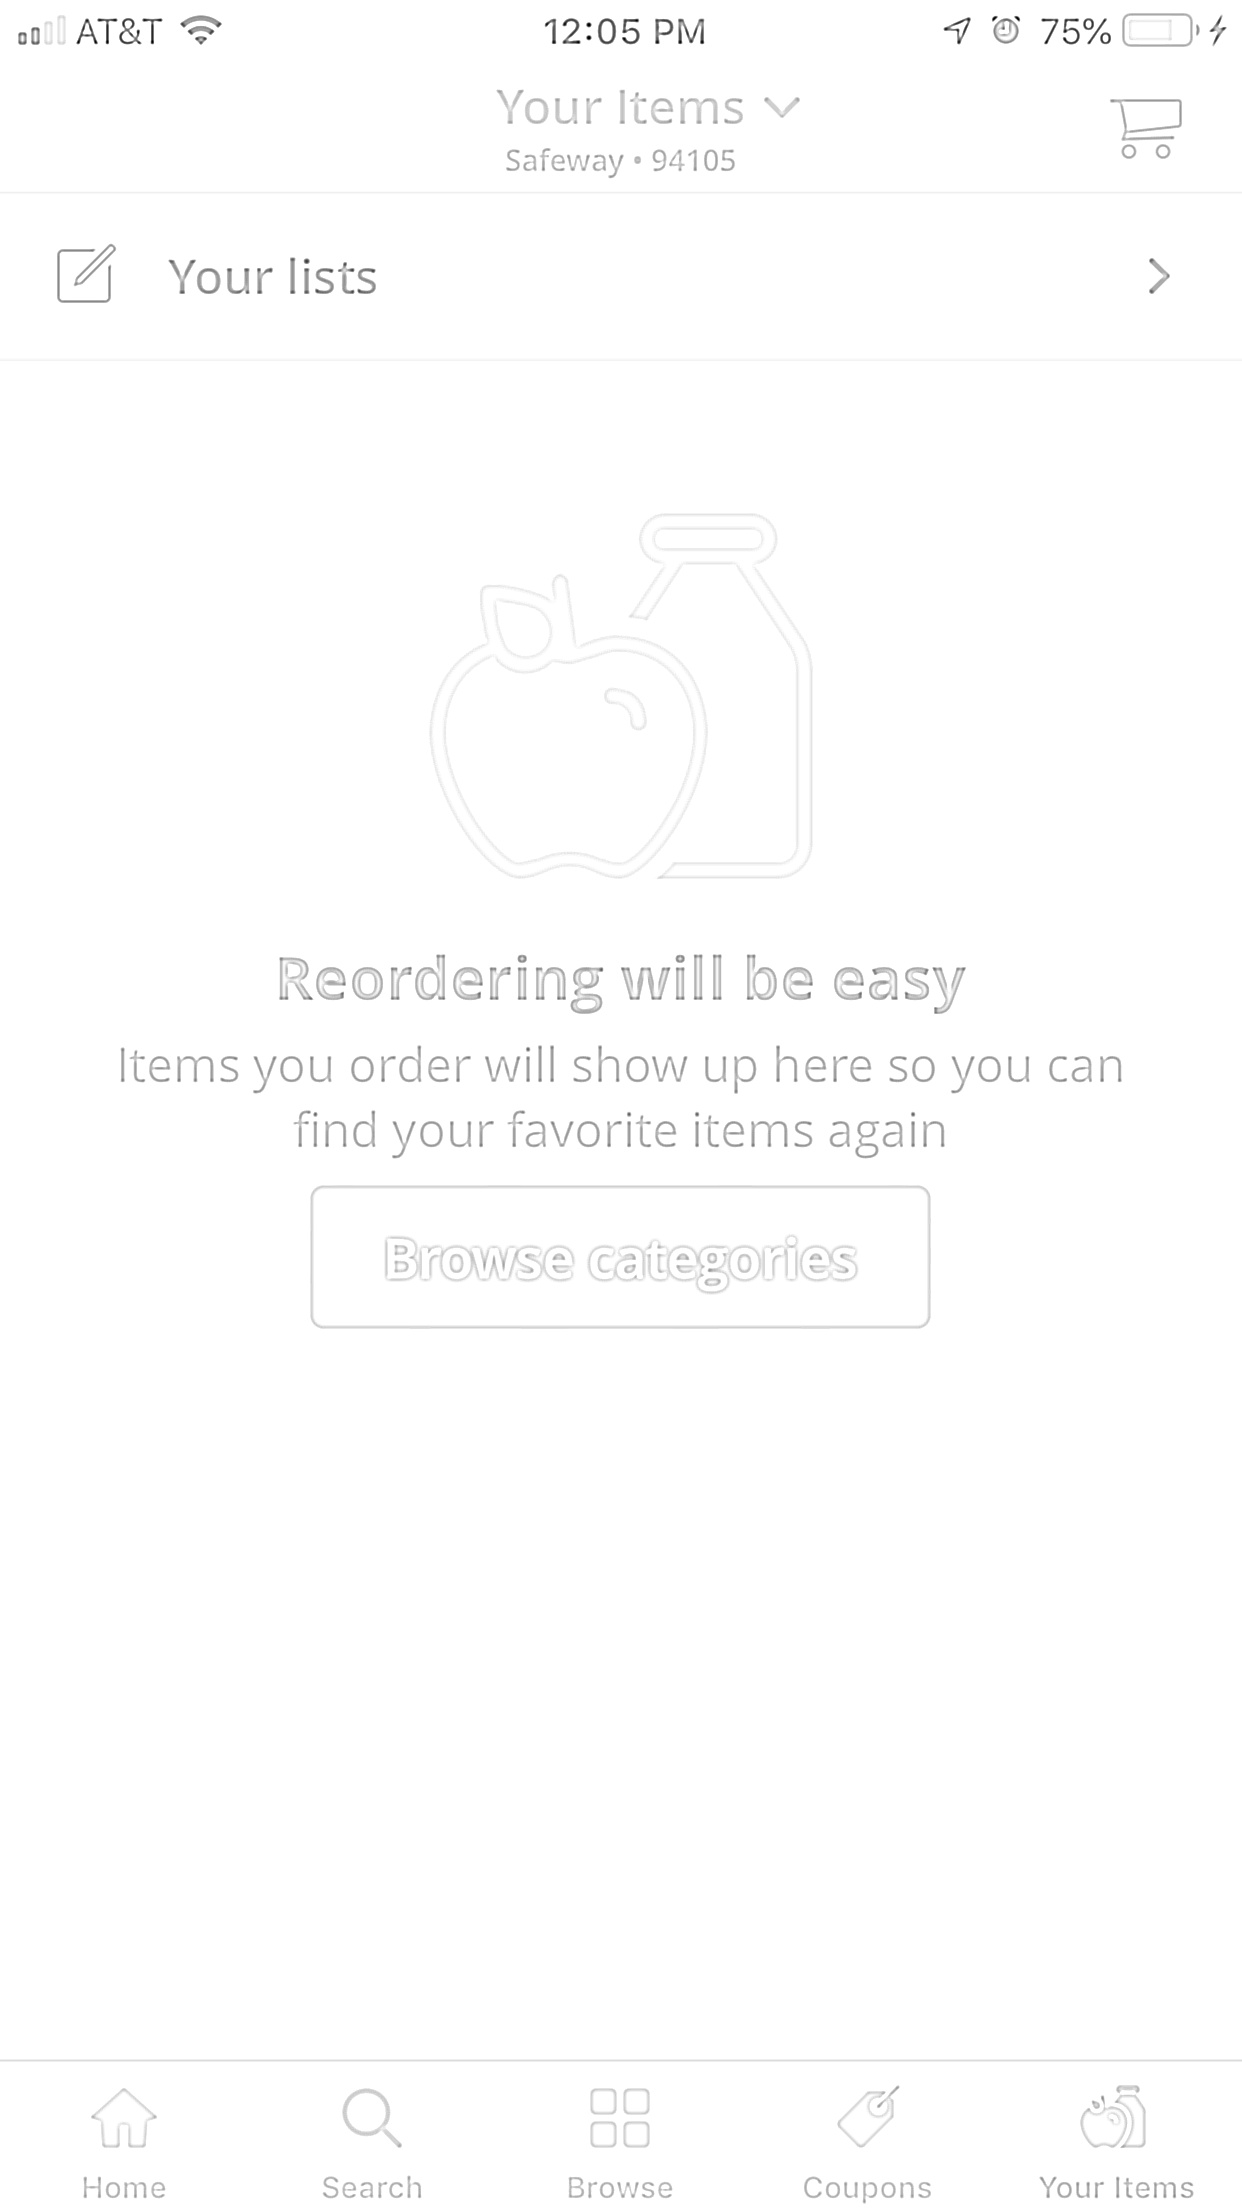 AT&T 12:05 PM 75%
Your Items
Safeway • 94105
Your lists
Reordering will be easy
Items you order will show up here so you can
find your favorite items again
Browse categories
Home Search Browse Coupons Your Items